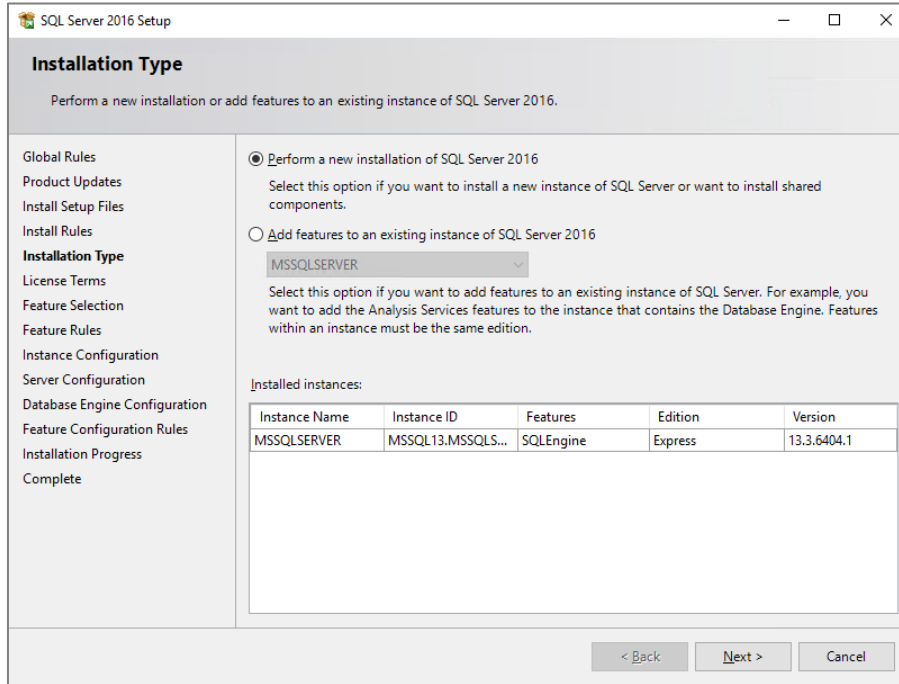 SQL Server 2016 Setup
Installation Type
Perform a new installation or add features to an existing instance of SQL Server 2016.
Global Rules
Product Updates
Install Setup Files
Install Rules
Installation Type
License Terms
Feature Selection
Feature Rules
Instance Configuration
Server Configuration
Database Engine Configuration
Feature Configuration Rules
Installation Progress
Complete
Perform a new installation of SQL Server 2016
Select this option if you want to install a new instance of SQL Server or want to install shared
components.
Add features to an existing instance of SQL Server 2016
MSSQLSERVER
Select this option if you want to add features to an existing instance of SQL Server. For example, you
want to add the Analysis Services features to the instance that contains the Database Engine. Features
within an instance must be the same edition.
Installed instances:
Instance Name Instance ID Features Edition Version
MSSQLSERVER MSSQL13.MSSQLS... SQLEngine Express 13.3.6404.1
< Back Next > Cancel